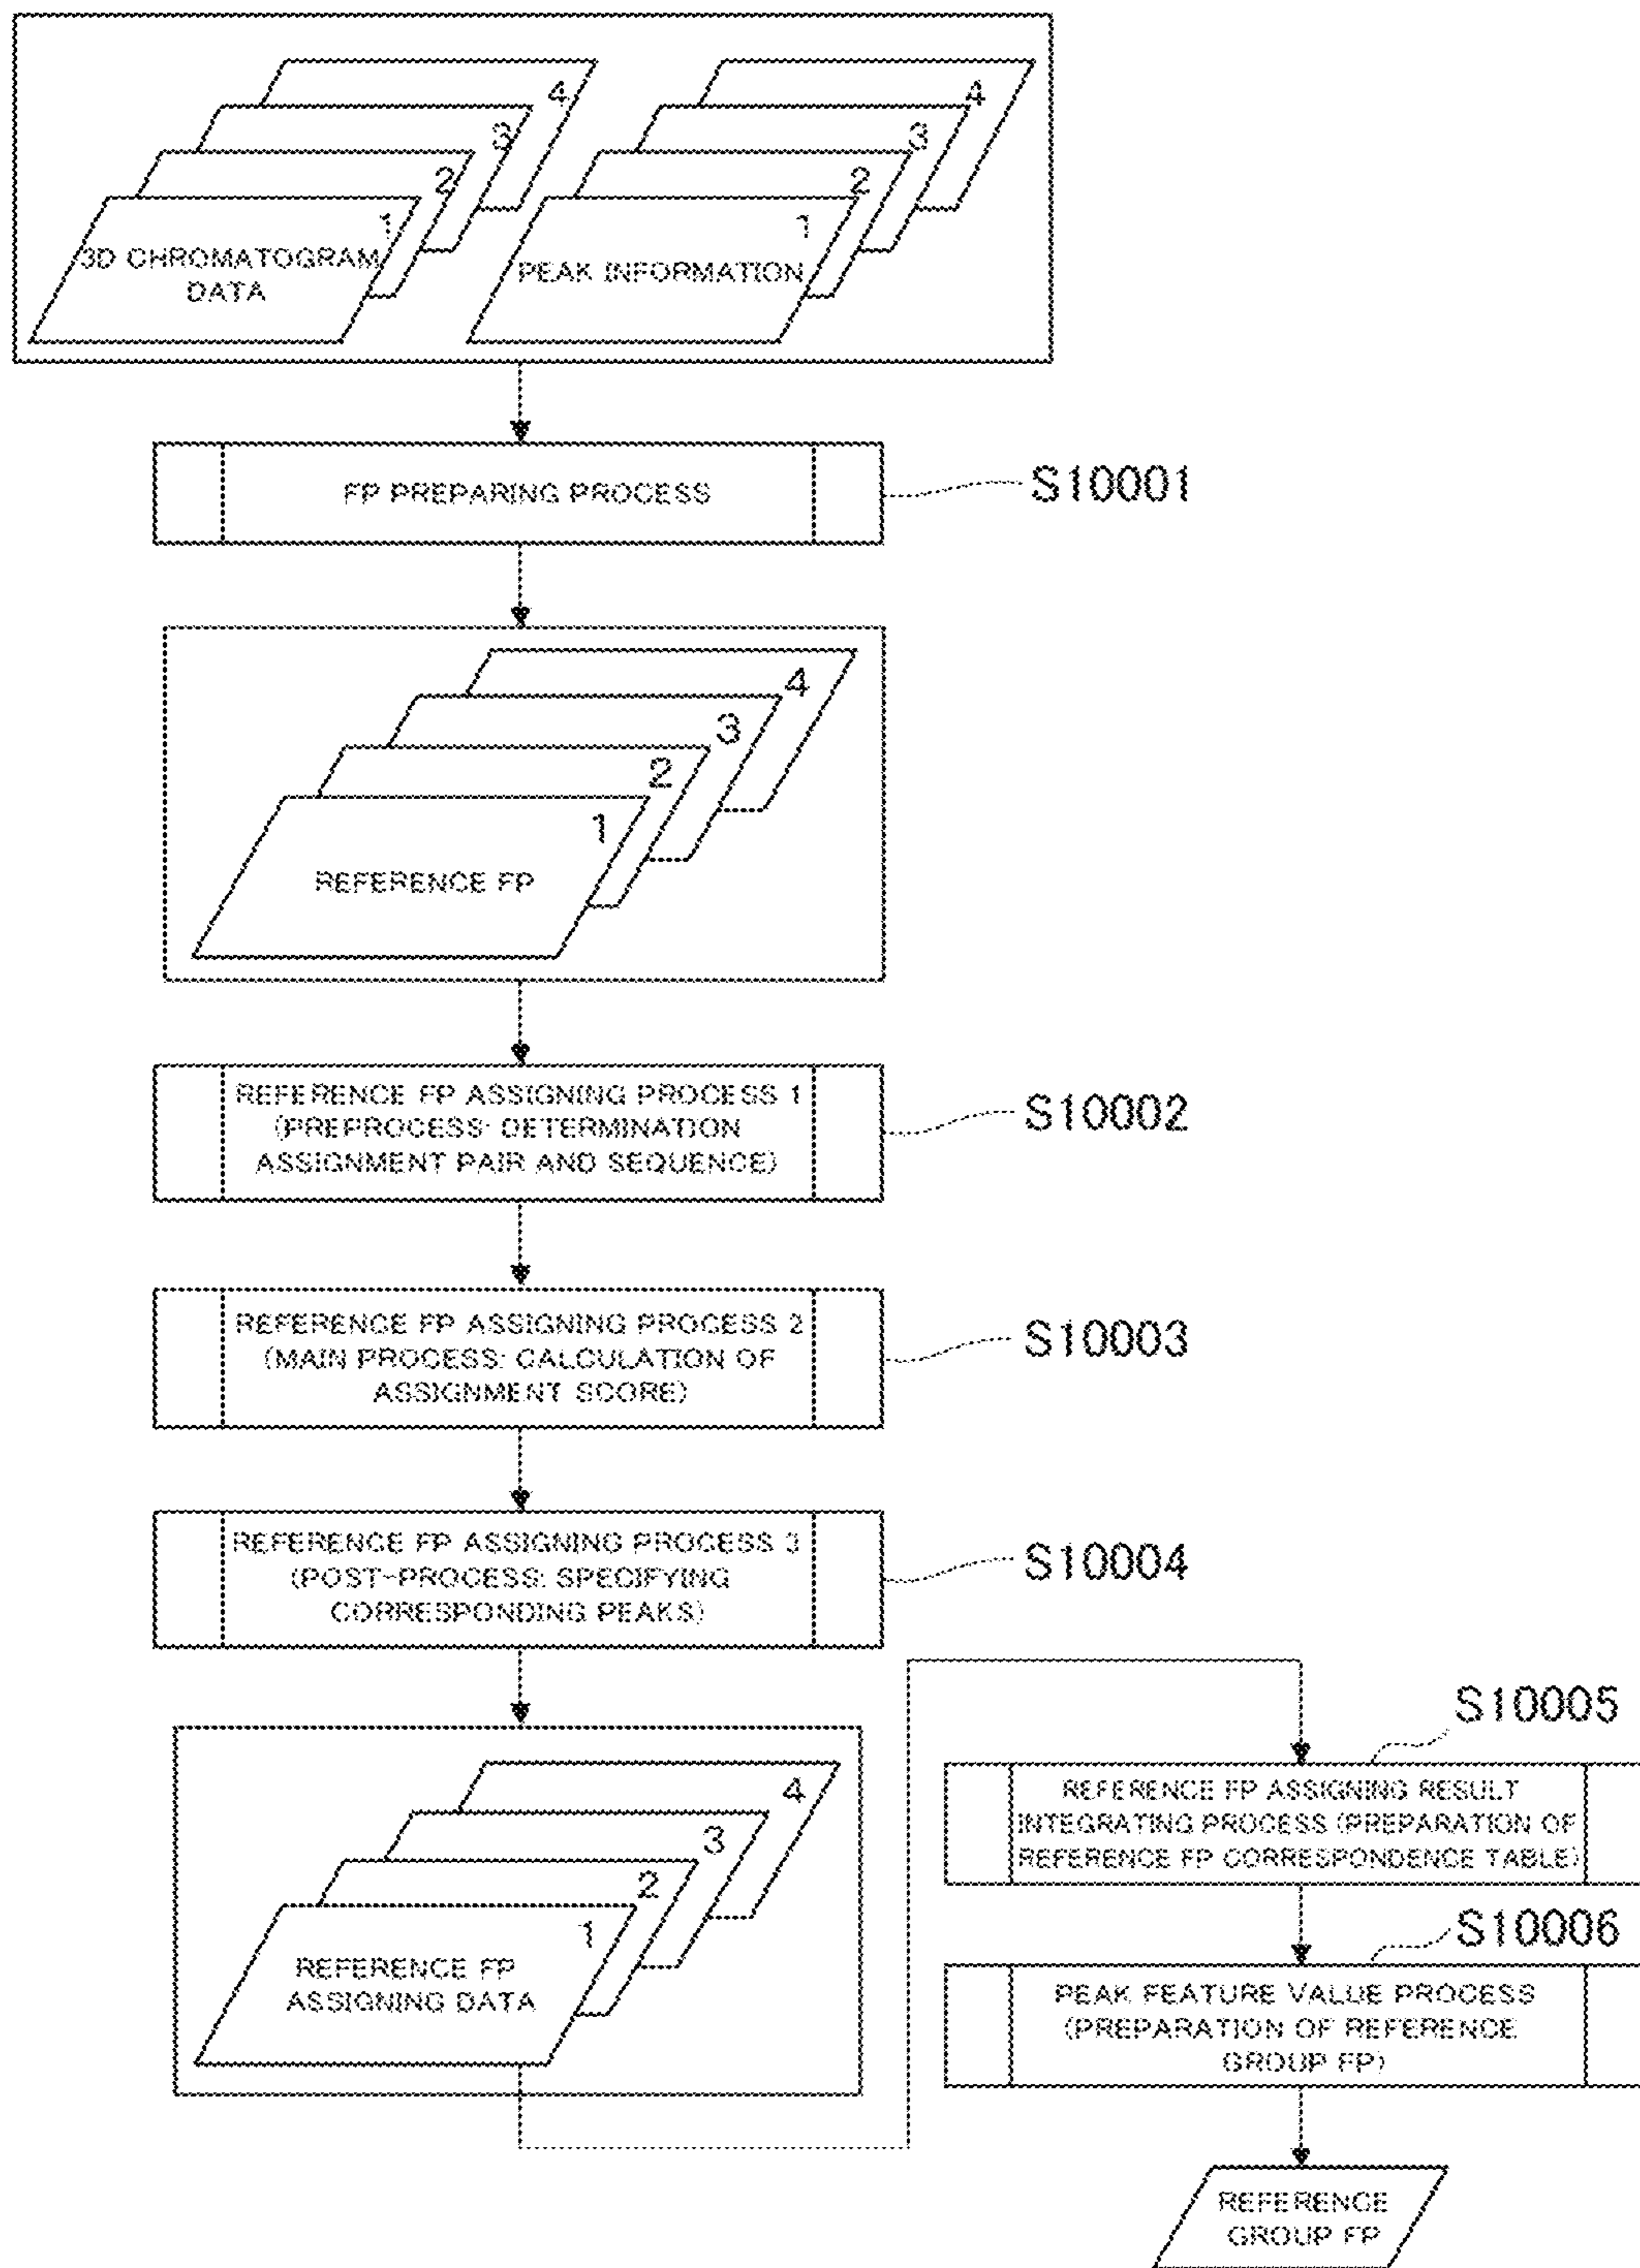 4
4
3
3
2
2
1
1
3D CHROMATOGRAM
DATA
PEAK INFORMATION
FP PREPARING PROCESS
S10001
4
3
2
1
REFERENCE FP
REFERENCE FP ASSIGNING PROCESS 1
(PREPROCESS: DETERMINATION
ASSIGNMENT PAIR AND SEQUENCE)
S10002
REFERENCE FP ASSIGNING PROCESS 2
(MAIN PROCESS: CALCULATION OF
ASSIGNMENT SCORE)
S10003
REFERENCE FP ASSIGNING PROCESS 3
(POST-PROCESS: SPECIFYING
CORRESPONDING PEAKS)
S10004
4
3
2
1
REFERENCE FP
ASSIGNING DATA
S10005
REFERENCE FP ASSIGNING RESULT
INTEGRATING PROCESS (PREPARATION OF
REFERENCE FP CORRESPONDENCE TABLE)
S10006
PEAK FEATURE VALUE PROCESS
(PREPARATION OF REFERENCE
GROUP FP)
REFERENCE
GROUP FP